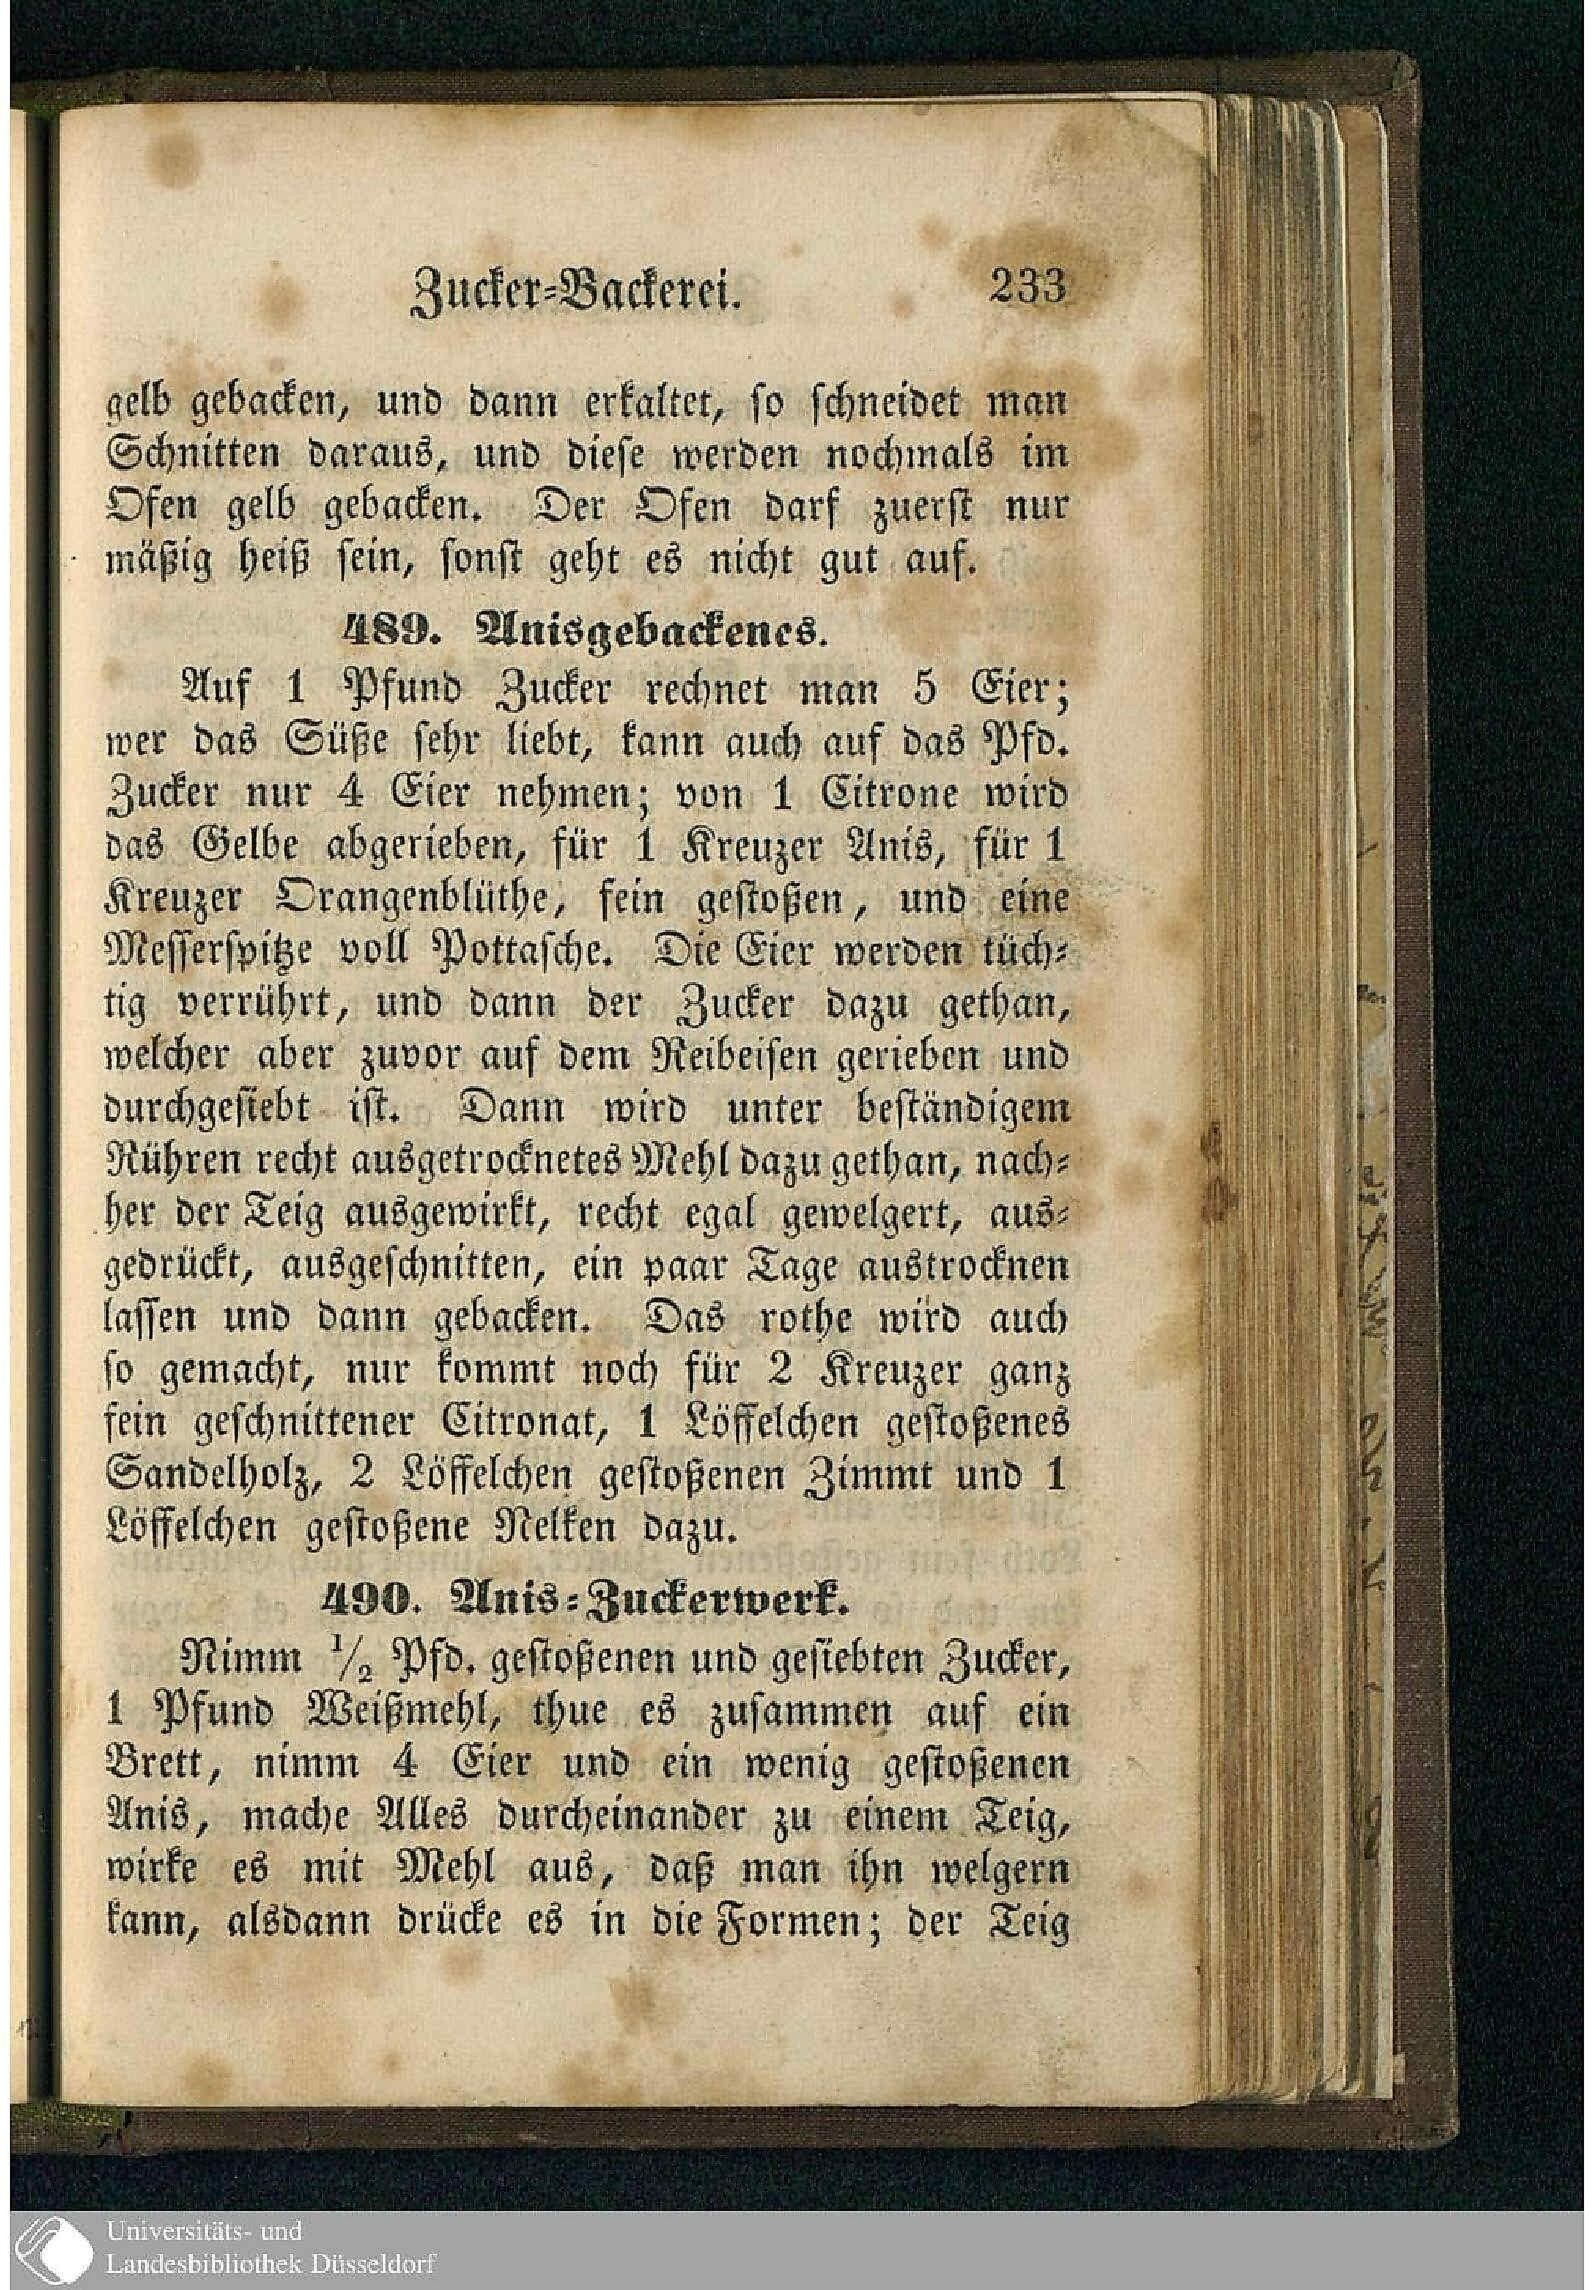 Zucker-Backerei. 233
gelb gebacken, und dann erkaltet, so schneidet man
Schnitten daraus, und diese werden nochmals im
Ofen gelb gebacken. Der Ofen darf zuerst nur
mäßig heiß sein, sonst geht es nicht gut auf.
489. Anisgebackenes.
Auf 1 Pfund Zucker rechnet man 5 Eier;
wer das Süße sehr liebt, kann auch auf das Pfd.
Zucker nur 4 Eier nehmen; von 1 Citrone wird
das Gelbe abgerieben, für 1 Kreuzer Anis, für 1
Kreuzer Orangenblüthe, fein gestoßen, und eine
Messerspitze voll Pottasche. Die Eier werden tüch-
tig verrührt, und dann der Zucker dazu gethan,
welcher aber zuvor auf dem Reibeisen gerieben und
durchgesiebt ist. Dann wird unter beständigem
Rühren recht ausgetrocknetes Mehl dazu gethan, nach-
her der Teig ausgewirkt, recht egal gewelgert, aus-
gedrückt, ausgeschnitten, ein paar Tage austrocknen
lassen und dann gebacken. Das rothe wird auch
so gemacht, nur kommt noch für 2 Kreuzer ganz
fein geschnittener Citronat, 1 Löffelchen gestoßenes
Sandelholz, 2 Löffelchen gestoßenen Zimmt und 1
Löffelchen gestoßene Nelken dazu.
490. Anis-Zuckerwerk.
Nimm 1/2 Pfd. gestoßenen und gesiebten Zucker,
1 Pfund Weißmehl, thue es zusammen auf ein
Brett, nimm 4 Eier und ein wenig gestoßenen
Anis, mache Alles durcheinander zu einem Teig,
wirke es mit Mehl aus, daß man ihn welgern
kann, alsdann drücke es in die Formen; der Teig
Universitäts- und
Landesbibliothek Düsseldorf